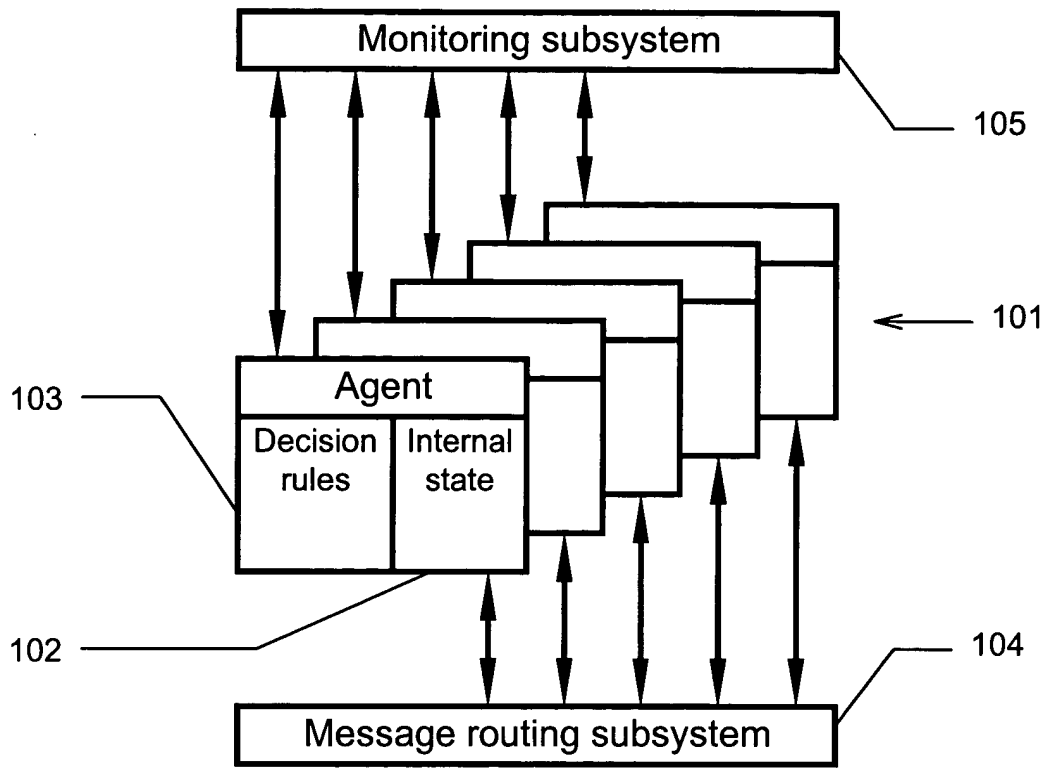 Monitoring subsystem
105
101
Agent
103
Decision
rules
Internal
state
102
104
Message routing subsystem